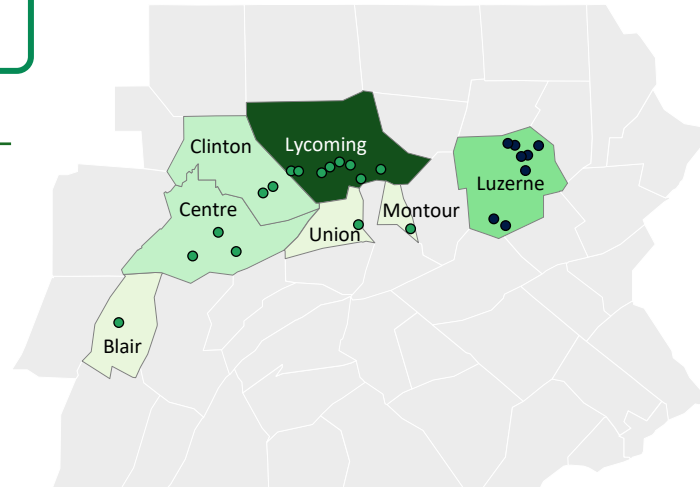 Clinton
Lycoming
Luzerne
Centre
Montour
Union
Blair